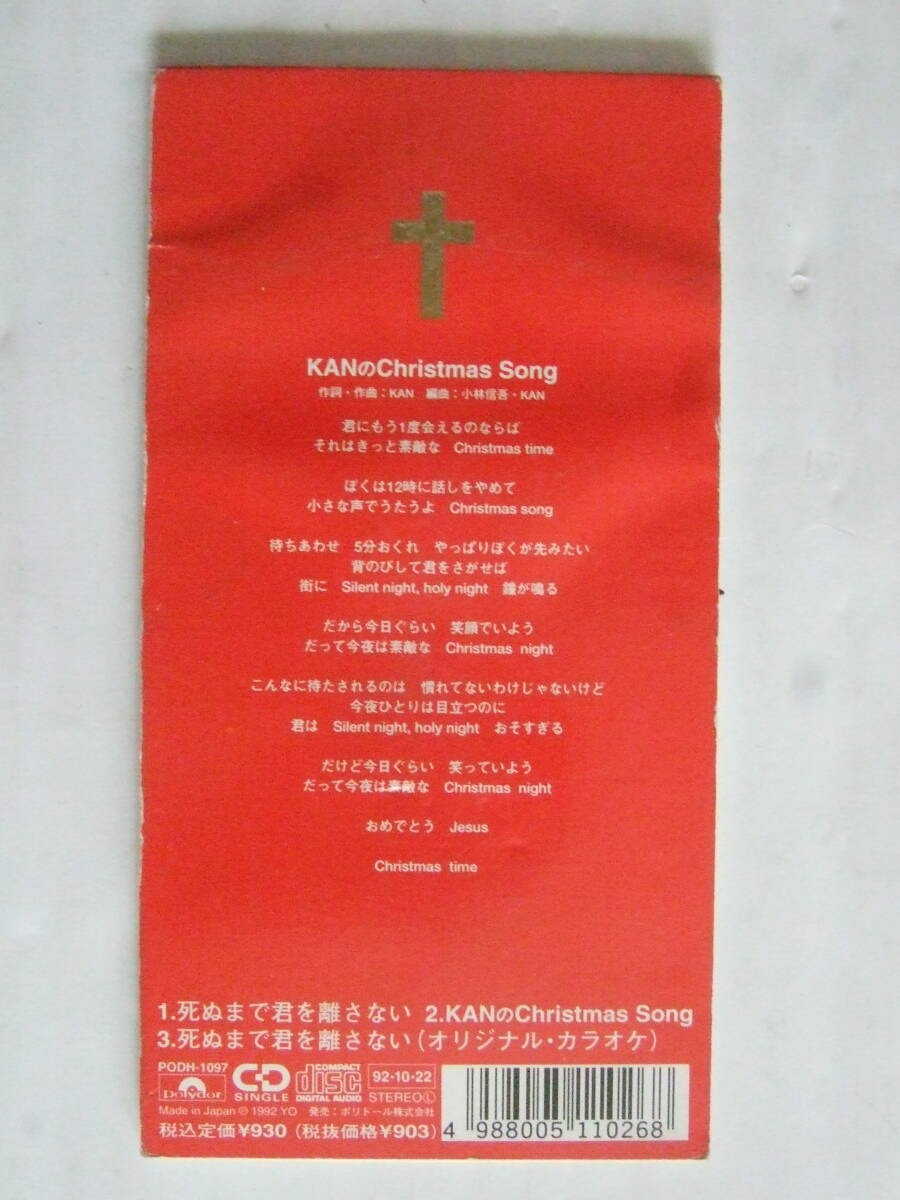 KANのChristmas Song
作詞・作曲：KAN　編曲：小林信吾・KAN
君にもう1度会えるのならば
それはきっと素敵な　Christmas time
ぼくは12時に話しをやめて
小さな声でうたうよ　Christmas song
待ちあわせ　5分おくれ　やっぱりぼくが先みたい
背のびして君をさがせば
街に　Silent night, holy night　鐘が鳴る
だから今日ぐらい　笑顔でいよう
だって今夜は素敵な　Christmas night
こんなに待たされるのは　慣れてないわけじゃないけど
今夜ひとりは目立つのに
君は　Silent night, holy night　おそすぎる
だけど今日ぐらい　笑っていよう
だって今夜は素敵な　Christmas night
おめでとう　Jesus
Christmas time
1.死ぬまで君を離さない 2.KANのChristmas Song
3.死ぬまで君を離さない(オリジナル・カラオケ)
PODH-1097
polydor CD SINGLE COMPACT disc DIGITAL AUDIO 92·10·22 STEREO Ⓛ
Made in Japan ℗ 1992 YO 発売：ポリドール株式会社
税込定価¥930 (税抜価格¥903)
4 988005 110268